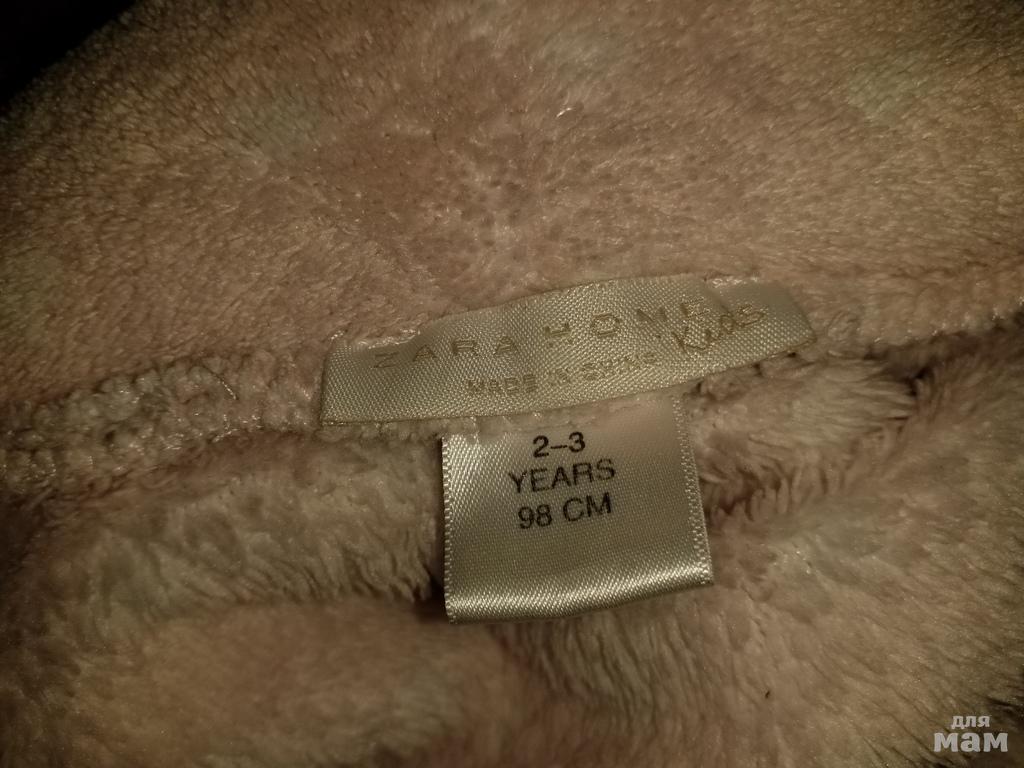 ZARA HOME Kids
MADE IN CHINA
2–3
YEARS
98 CM
для
мам